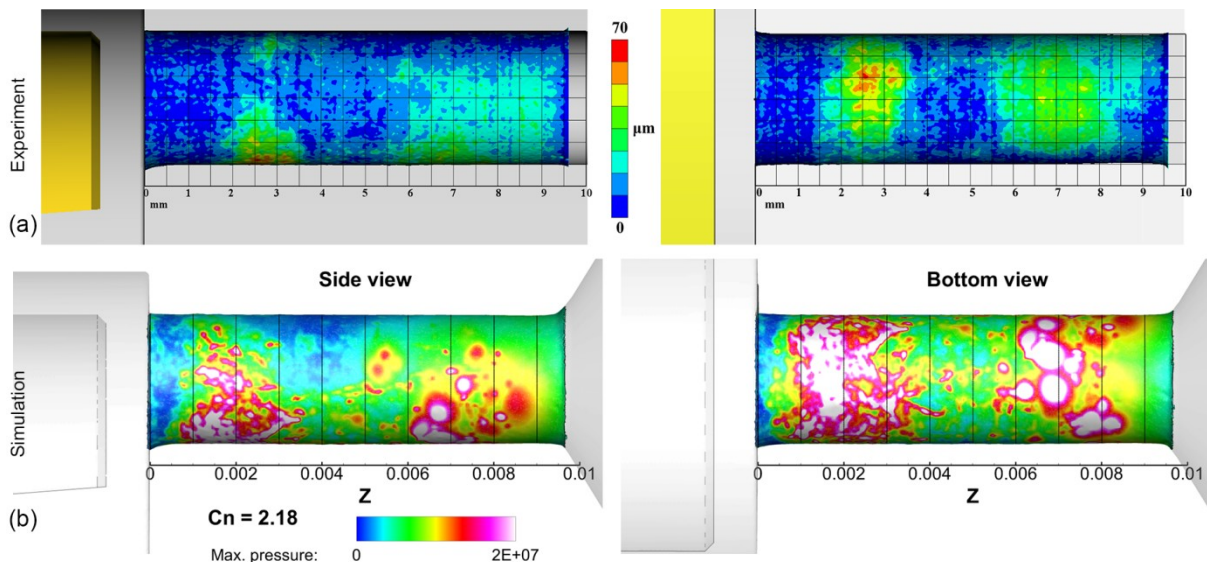 Experiment
(a)
70
µm
0
0 1 2 3 4 5 6 7 8 9 10
mm
0 1 2 3 4 5 6 7 8 9 10
mm
Simulation
(b)
Side view
Bottom view
0 0.002 0.004 0.006 0.008 0.01
Z
0 0.002 0.004 0.006 0.008 0.01
Z
Cn = 2.18
Max. pressure: 0 2E+07